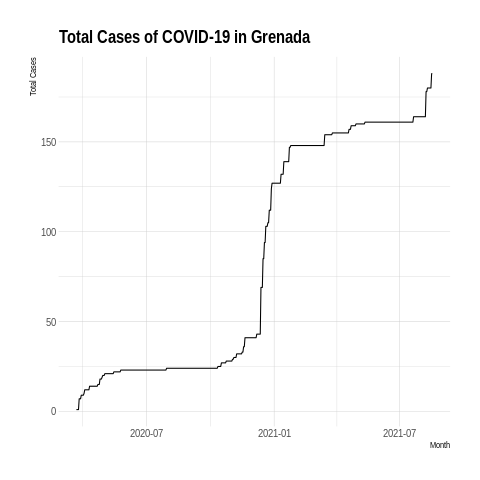 Total Cases of COVID-19 in Grenada
Total Cases
150
100
50
0
2020-07
2021-01
2021-07
Month